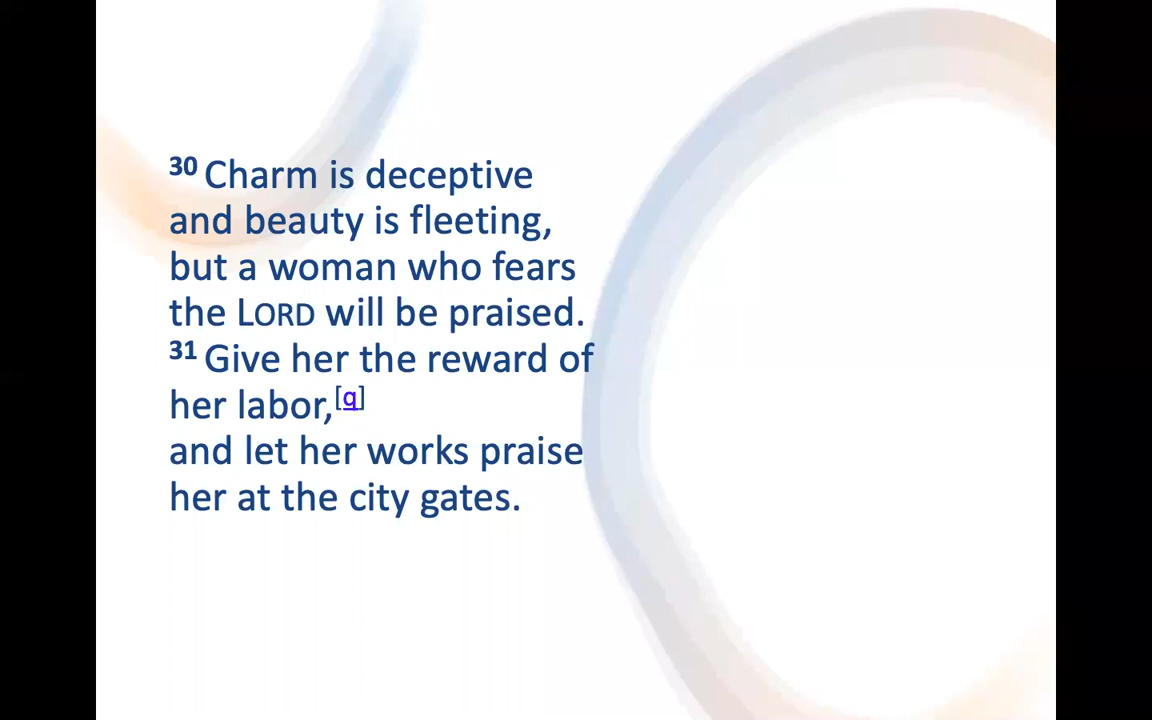 30 Charm is deceptive
and beauty is fleeting,
but a woman who fears
the LORD will be praised.
31 Give her the reward of
her labor,[q]
and let her works praise
her at the city gates.